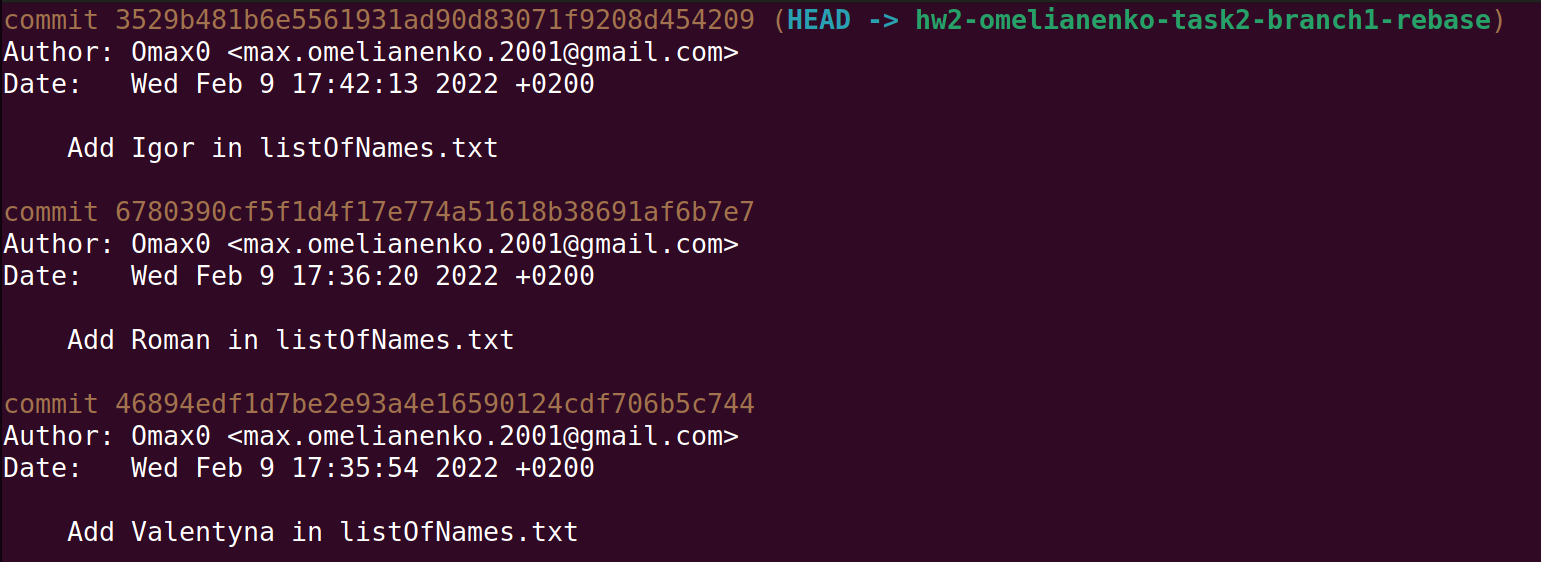 commit 3529b481b6e5561931ad90d83071f9208d454209 (HEAD -> hw2-omelianenko-task2-branch1-rebase)
Author: Omax0 <max.omelianenko.2001@gmail.com>
Date:   Wed Feb 9 17:42:13 2022 +0200
    Add Igor in listOfNames.txt
commit 6780390cf5f1d4f17e774a51618b38691af6b7e7
Author: Omax0 <max.omelianenko.2001@gmail.com>
Date:   Wed Feb 9 17:36:20 2022 +0200
    Add Roman in listOfNames.txt
commit 46894edf1d7be2e93a4e16590124cdf706b5c744
Author: Omax0 <max.omelianenko.2001@gmail.com>
Date:   Wed Feb 9 17:35:54 2022 +0200
    Add Valentyna in listOfNames.txt